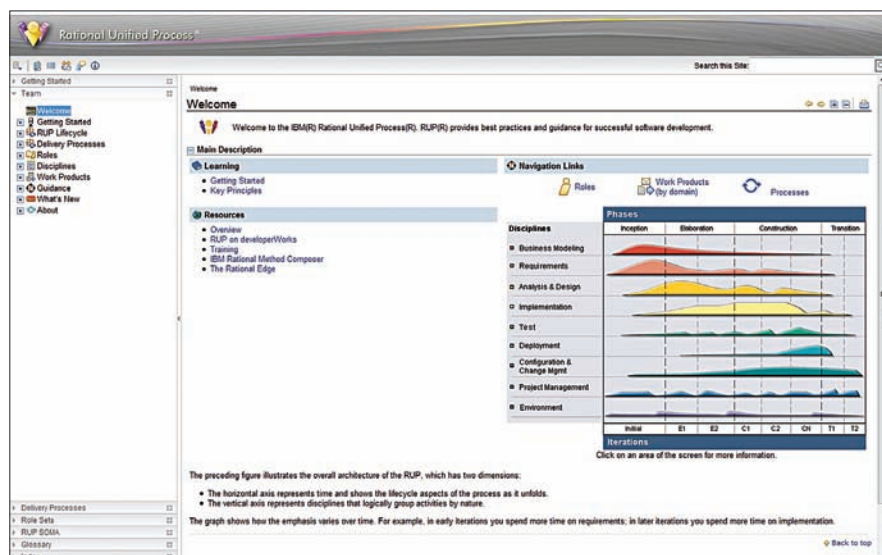 Rational Unified Process®
Search this Site:
Getting Started
Team
Welcome
Getting Started
RUP Lifecycle
Delivery Processes
Roles
Disciplines
Work Products
Guidance
What's New
About
Delivery Processes
Role Sets
RUP SOMA
Glossary
Welcome
Welcome
Welcome to the IBM(R) Rational Unified Process(R). RUP(R) provides best practices and guidance for successful software development.
Main Description
Learning
Getting Started
Key Principles
Resources
Overview
RUP on developerWorks
Training
IBM Rational Method Composer
The Rational Edge
Navigation Links
Roles
Work Products
(by domain)
Processes
Phases
Disciplines
Inception Elaboration Construction Transition
Business Modeling
Requirements
Analysis & Design
Implementation
Test
Deployment
Configuration &
Change Mgmt
Project Management
Environment
Initial E1 E2 C1 C2 CN T1 T2
Iterations
Click on an area of the screen for more information.
The preceding figure illustrates the overall architecture of the RUP, which has two dimensions:
The horizontal axis represents time and shows the lifecycle aspects of the process as it unfolds.
The vertical axis represents disciplines that logically group activities by nature.
The graph shows how the emphasis varies over time. For example, in early iterations you spend more time on requirements; in later iterations you spend more time on implementation.
Back to top